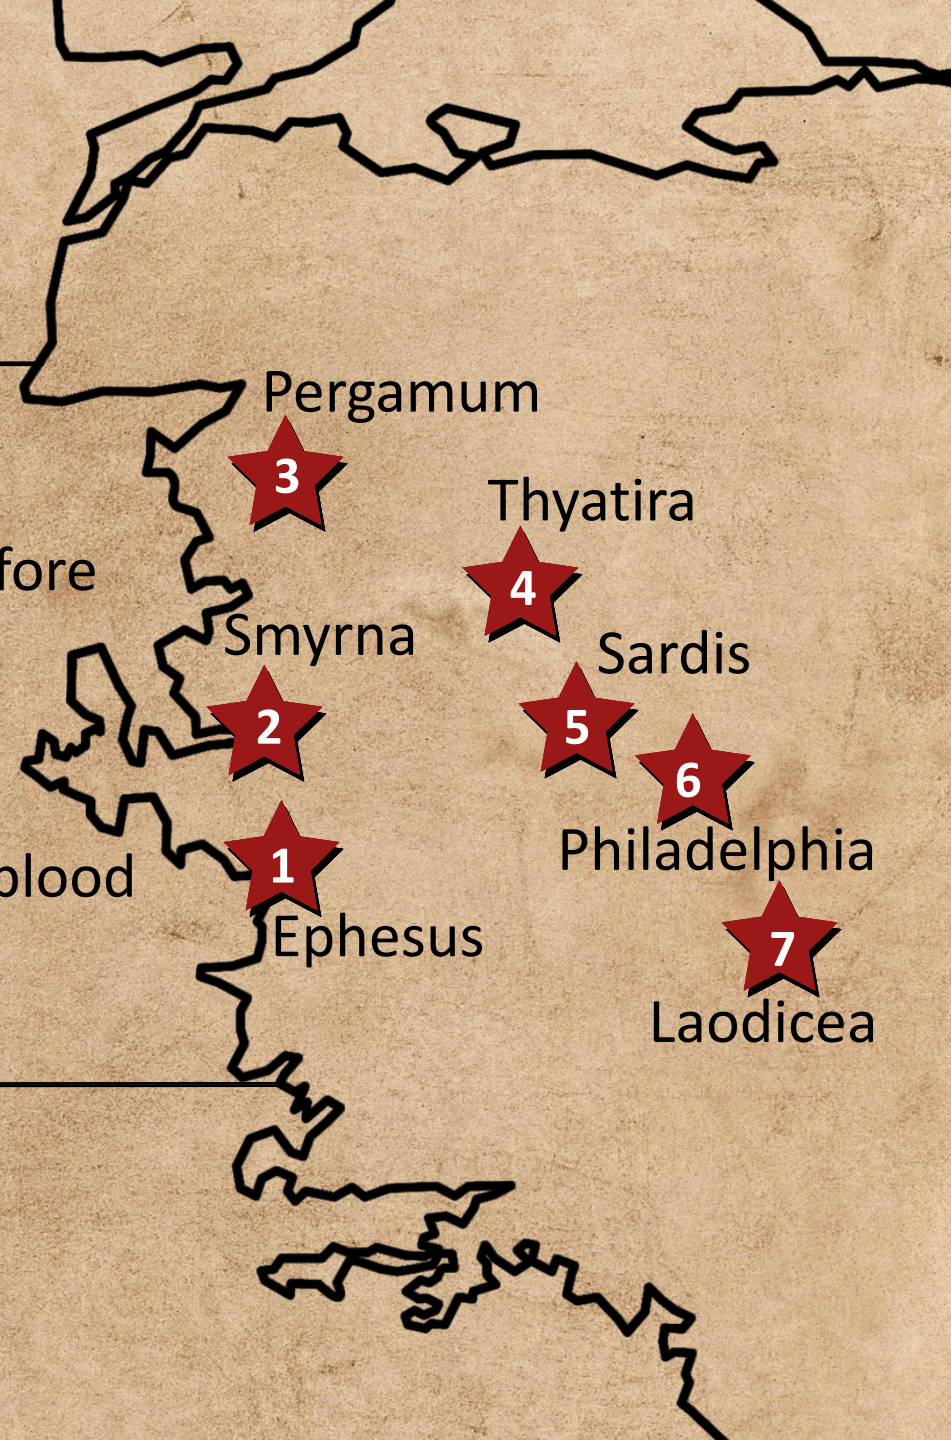 Pergamum
3
Thyatira
4
fore
Smyrna
Sardis
2
5
6
Philadelphia
1
blood
Ephesus
7
Laodicea